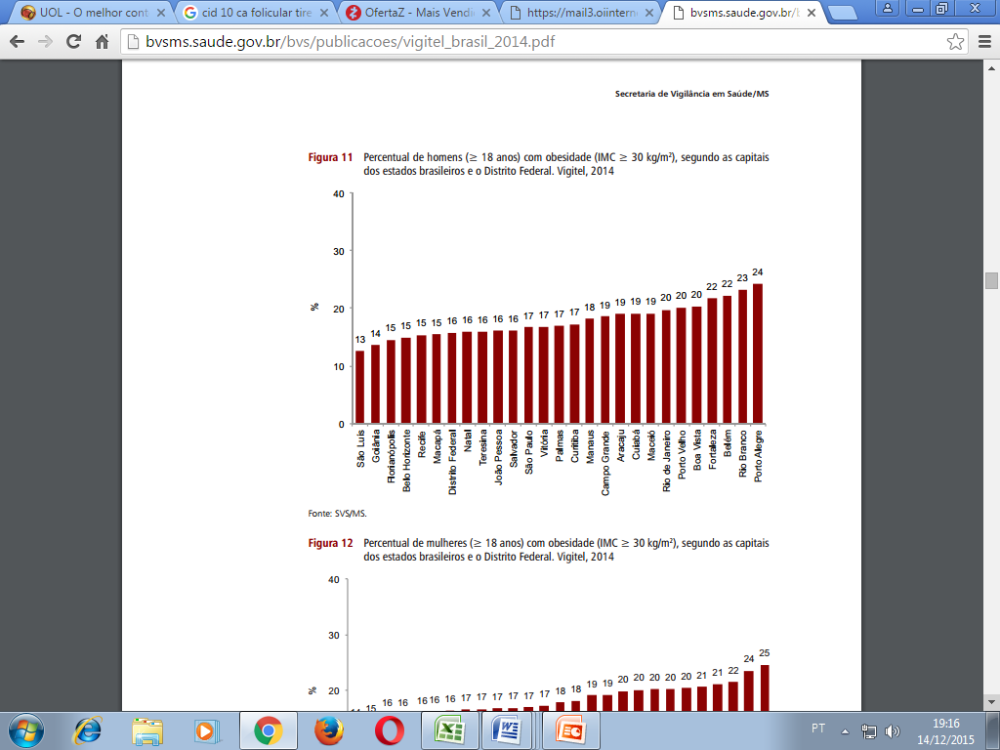 UOL - O melhor cont
cid 10 ca folicular tire
OfertaZ - Mais Vendi
https://mail3.oiintern
bvsms.saude.gov.br/b
bvsms.saude.gov.br/bvs/publicacoes/vigitel_brasil_2014.pdf
Secretaria de Vigilância em Saúde/MS
Figura 11 Percentual de homens (≥ 18 anos) com obesidade (IMC ≥ 30 kg/m²), segundo as capitais
dos estados brasileiros e o Distrito Federal. Vigitel, 2014
%
40
30
20
10
0
13 14 15 15 15 15 16 16 16 16 16 17 17 17 17 18 19 19 19 19 20 20 20 22 22 23 24
São Luís
Goiânia
Florianópolis
Belo Horizonte
Recife
Macapá
Distrito Federal
Natal
Teresina
João Pessoa
Salvador
São Paulo
Vitória
Palmas
Curitiba
Manaus
Campo Grande
Aracaju
Cuiabá
Maceió
Rio de Janeiro
Porto Velho
Boa Vista
Fortaleza
Belém
Rio Branco
Porto Alegre
Fonte: SVS/MS.
Figura 12 Percentual de mulheres (≥ 18 anos) com obesidade (IMC ≥ 30 kg/m²), segundo as capitais
dos estados brasileiros e o Distrito Federal. Vigitel, 2014
%
40
30
20
15 16 16 16 16 16 17 17 17 17 17 17 18 18 19 19 20 20 20 20 20 21 21 22 24 25
PT
19:16
14/12/2015